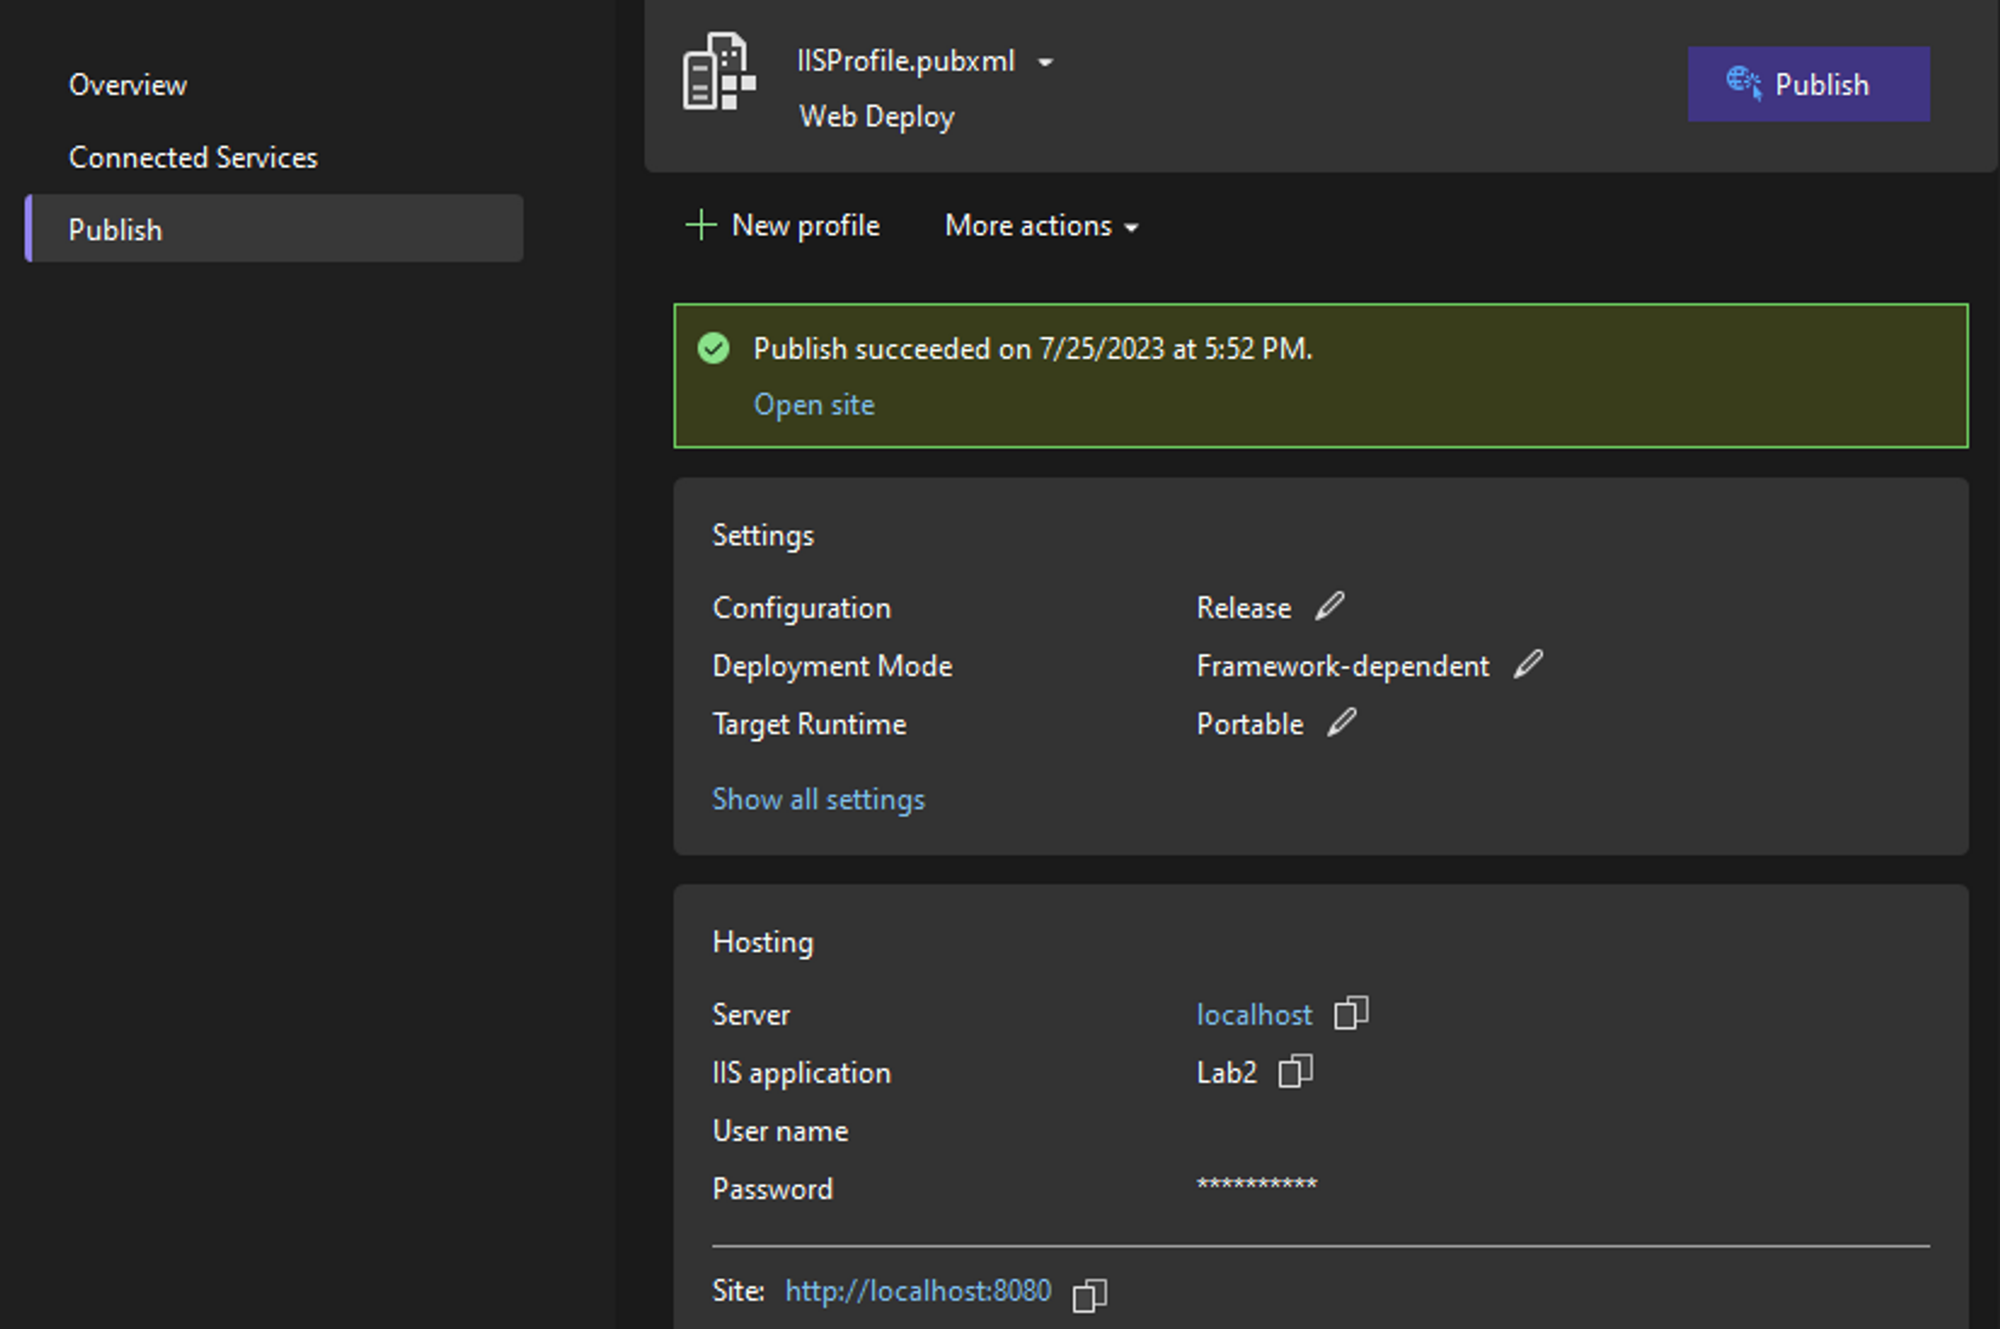 Overview
Connected Services
Publish
IISProfile.pubxml
Web Deploy
Publish
New profile
More actions
Publish succeeded on 7/25/2023 at 5:52 PM.
Open site
Settings
Configuration Release
Deployment Mode Framework-dependent
Target Runtime Portable
Show all settings
Hosting
Server localhost
IIS application Lab2
User name
Password **********
Site: http://localhost:8080